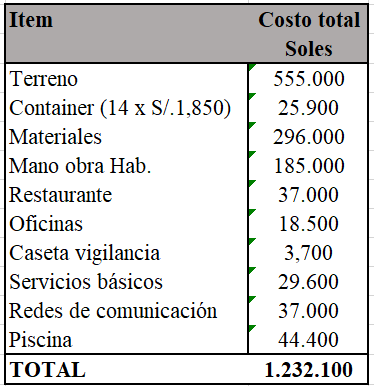 Item Costo total
Soles
Terreno 555.000
Container (14 x S/.1,850) 25.900
Materiales 296.000
Mano obra Hab. 185.000
Restaurante 37.000
Oficinas 18.500
Caseta vigilancia 3,700
Servicios básicos 29.600
Redes de comunicación 37.000
Piscina 44.400
TOTAL 1.232.100